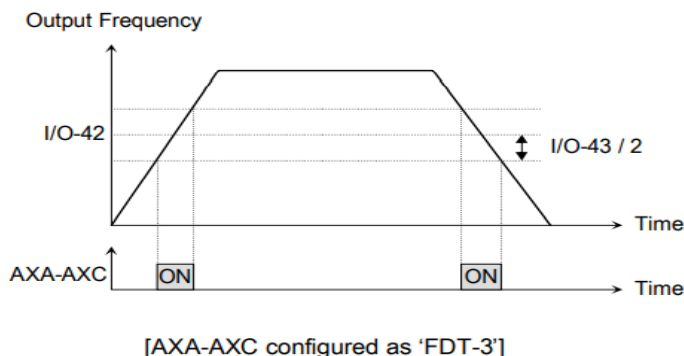 Output Frequency
I/O-42
I/O-43 / 2
Time
AXA-AXC
ON
ON
Time
[AXA-AXC configured as 'FDT-3']